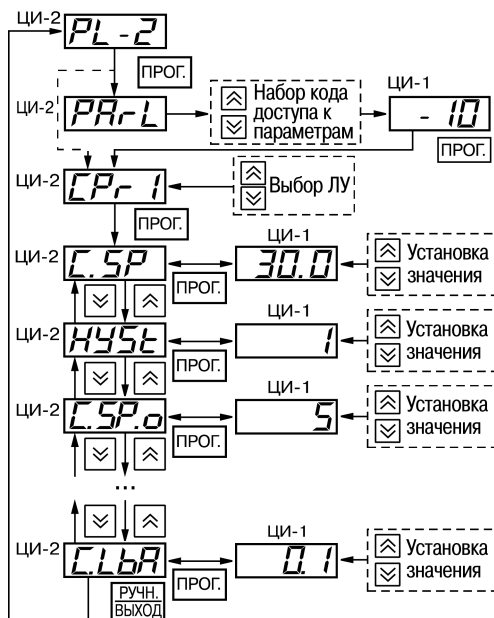 ЦИ-2 PL-2
ПРОГ.
ЦИ-2 PArL
Набор кода
доступа к
параметрам
ЦИ-1
- 10
ПРОГ.
ЦИ-2 CPr 1
Выбор ЛУ
ПРОГ.
ЦИ-2 C.SP
ПРОГ.
ЦИ-1
30.0
Установка
значения
ЦИ-2 HYSt
ПРОГ.
ЦИ-1
1
Установка
значения
ЦИ-2 C.SP.o
ПРОГ.
ЦИ-1
5
Установка
значения
...
ЦИ-2 C.LbA
ПРОГ.
ЦИ-1
0.1
Установка
значения
РУЧН.
ВЫХОД